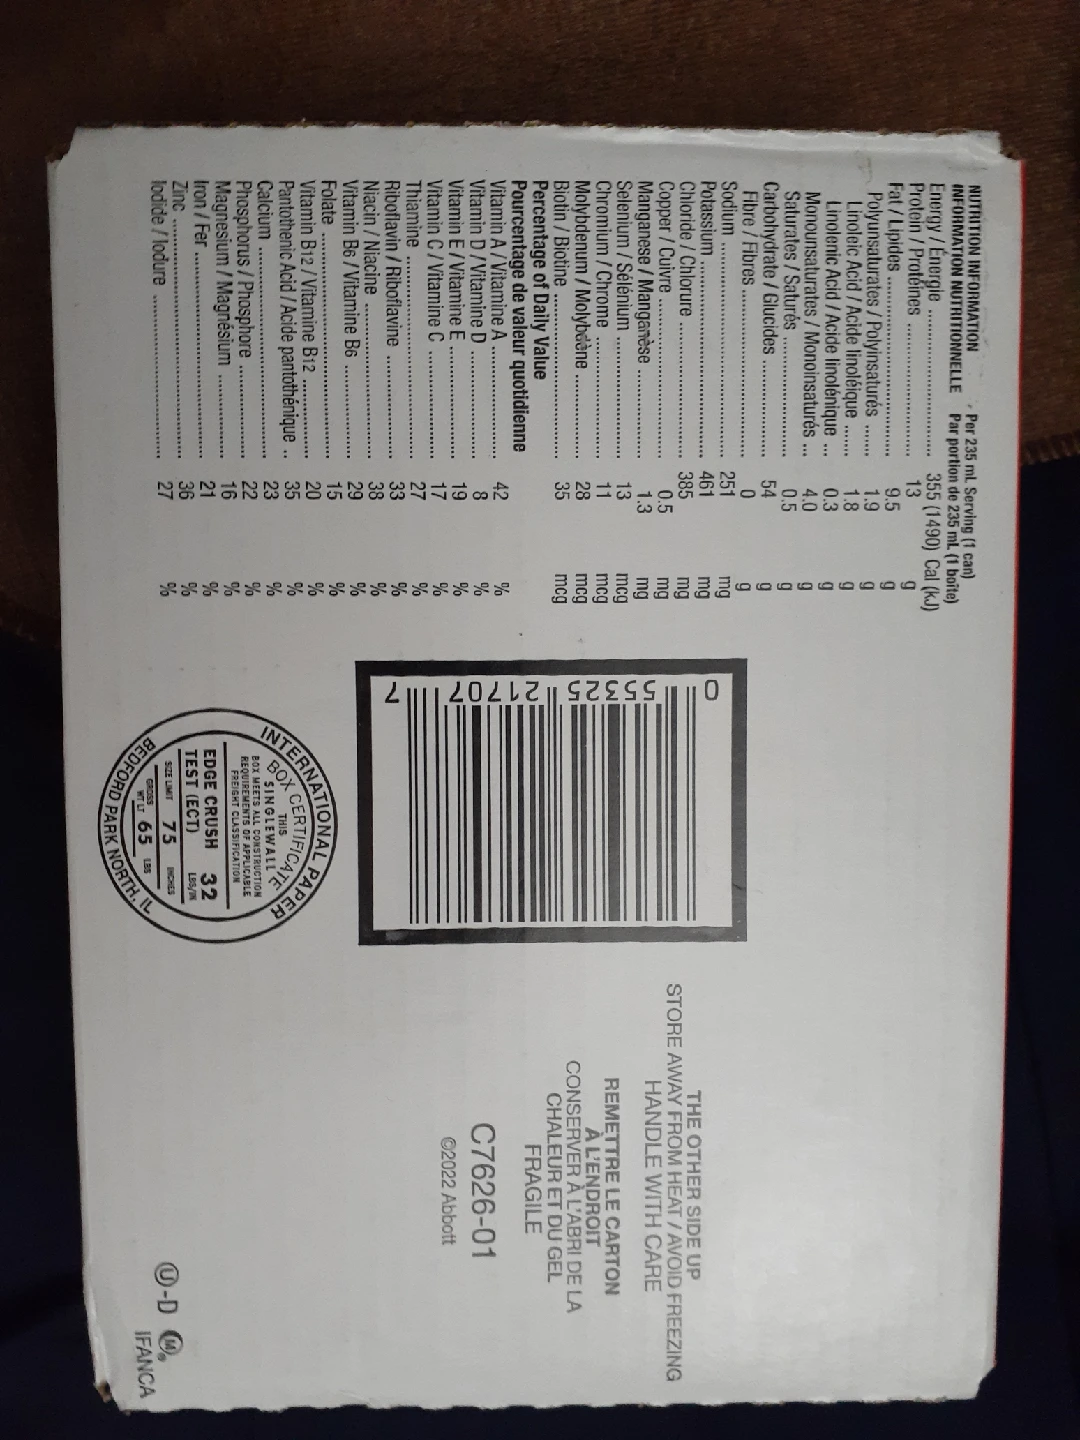 NUTRITION INFORMATION Per 235 mL Serving (1 can)
INFORMATION NUTRITIONNELLE Par portion de 235 mL (1 boîte)
Energy / Énergie 355 (1490) Cal (kJ)
Protein / Protéines 13 g
Fat / Lipides 9.5 g
Polyunsaturates / Polyinsaturés 1.9 g
Linoleic Acid / Acide linoléique 1.8 g
Linolenic Acid / Acide linolénique 0.3 g
Monounsaturates / Monoinsaturés 4.0 g
Saturates / Saturés 0.5 g
Carbohydrate / Glucides 54 g
Fibre / Fibres 0 g
Sodium 251 mg
Potassium 461 mg
Chloride / Chlorure 385 mg
Copper / Cuivre 0.5 mg
Manganese / Manganèse 1.3 mg
Selenium / Sélénium 13 mcg
Chromium / Chrome 11 mcg
Molybdenum / Molybdène 28 mcg
Biotin / Biotine 35 mcg
Percentage of Daily Value
Pourcentage de valeur quotidienne
Vitamin A / Vitamine A 42 %
Vitamin D / Vitamine D 8 %
Vitamin E / Vitamine E 19 %
Vitamin C / Vitamine C 17 %
Thiamine 27 %
Riboflavin / Riboflavine 33 %
Niacin / Niacine 38 %
Vitamin B6 / Vitamine B6 29 %
Folate 15 %
Vitamin B12 / Vitamine B12 20 %
Pantothenic Acid / Acide pantothénique 35 %
Calcium 23 %
Phosphorus / Phosphore 22 %
Magnesium / Magnésium 16 %
Iron / Fer 21 %
Zinc 36 %
Iodide / Iodure 27 %
0 55325 21707 7
INTERNATIONAL PAPER
BOX CERTIFICATE
THIS
SINGLEWALL
BOX MEETS ALL CONSTRUCTION
REQUIREMENTS OF APPLICABLE
FREIGHT CLASSIFICATION
EDGE CRUSH
TEST (ECT) 32 LBS/IN
SIZE LIMIT 75 INCHES
GROSS
WT LT 65 LBS
BEDFORD PARK NORTH, IL
THE OTHER SIDE UP
STORE AWAY FROM HEAT / AVOID FREEZING
HANDLE WITH CARE
REMETTRE LE CARTON
À L'ENDROIT
CONSERVER À L'ABRI DE LA
CHALEUR ET DU GEL
FRAGILE
C7626-01
©2022 Abbott
U-D M®
IFANCA